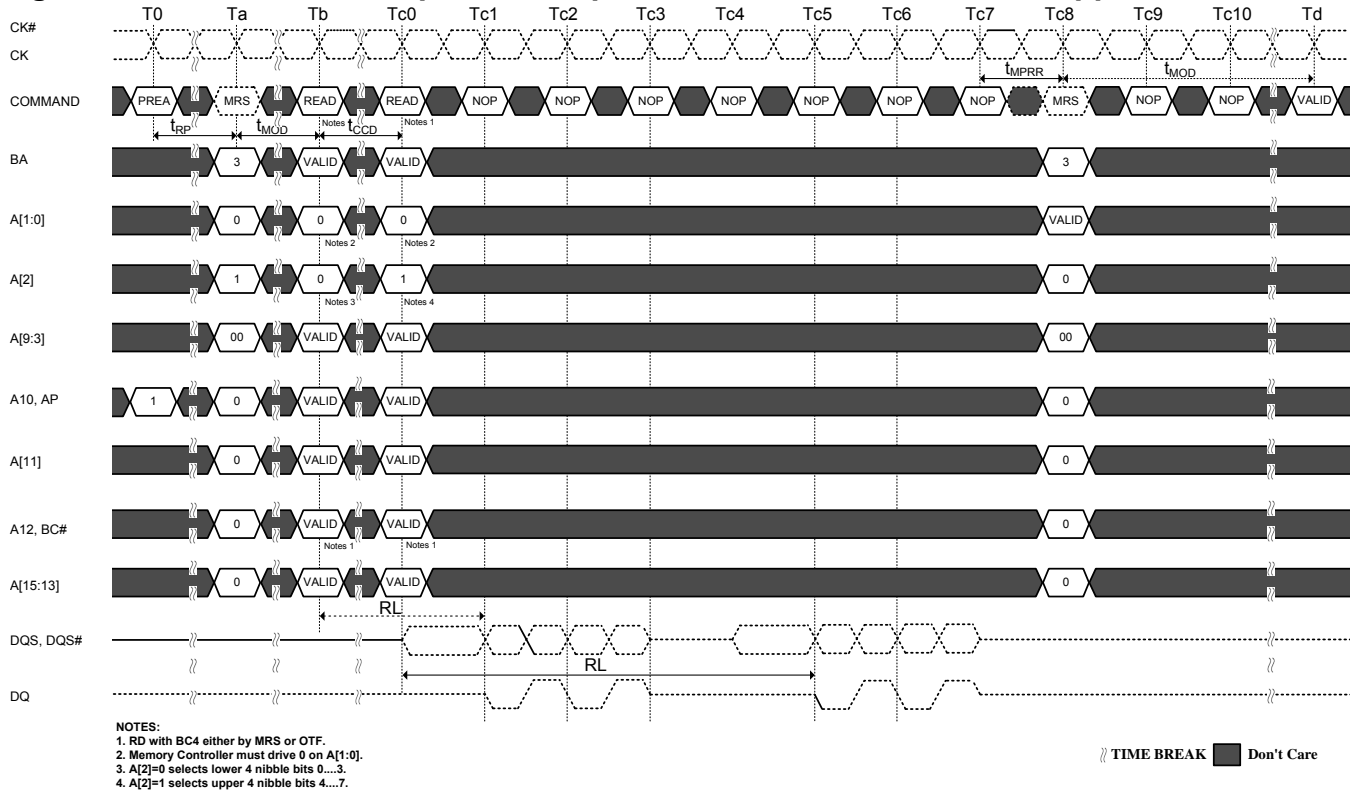 T0 Ta Tb Tc0 Tc1 Tc2 Tc3 Tc4 Tc5 Tc6 Tc7 Tc8 Tc9 Tc10 Td
CK#
CK
tMPRR tMOD
COMMAND PREA MRS READ READ NOP NOP NOP NOP NOP NOP NOP MRS NOP NOP VALID
Notes 1 Notes 1
tRP tMOD tCCD
BA 3 VALID VALID 3
A[1:0] 0 0 0 VALID
Notes 2 Notes 2
A[2] 1 0 1 0
Notes 3 Notes 4
A[9:3] 00 VALID VALID 00
A10, AP 1 0 VALID VALID 0
A[11] 0 VALID VALID 0
A12, BC# 0 VALID VALID 0
Notes 1 Notes 1
A[15:13] 0 VALID VALID 0
RL
DQS, DQS#
RL
DQ
NOTES:
1. RD with BC4 either by MRS or OTF.
2. Memory Controller must drive 0 on A[1:0].
3. A[2]=0 selects lower 4 nibble bits 0....3.
4. A[2]=1 selects upper 4 nibble bits 4....7.
TIME BREAK Don't Care